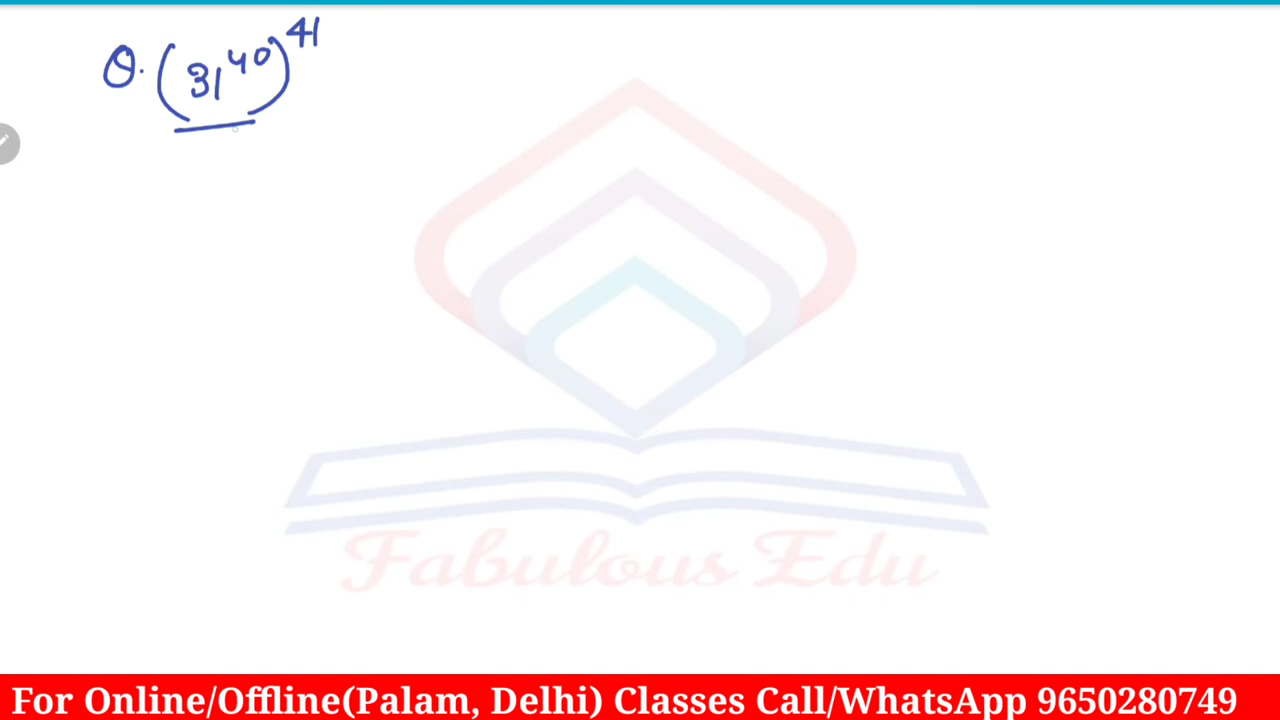 Q. (31^40)^41
Fabulous Edu
For Online/Offline(Palam, Delhi) Classes Call/WhatsApp 9650280749